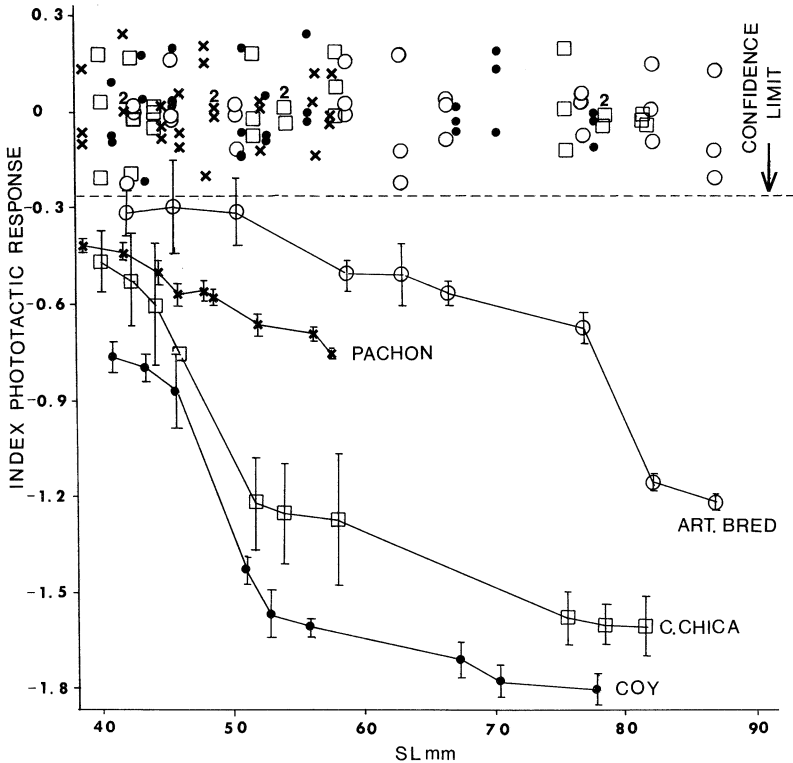 0.3
0
−0.3
−0.6
−0.9
−1.2
−1.5
−1.8
INDEX PHOTOTACTIC RESPONSE
2
2
2
2
2
CONFIDENCE
LIMIT
PACHON
ART. BRED
C.CHICA
COY
40 50 60 70 80 90
SL mm